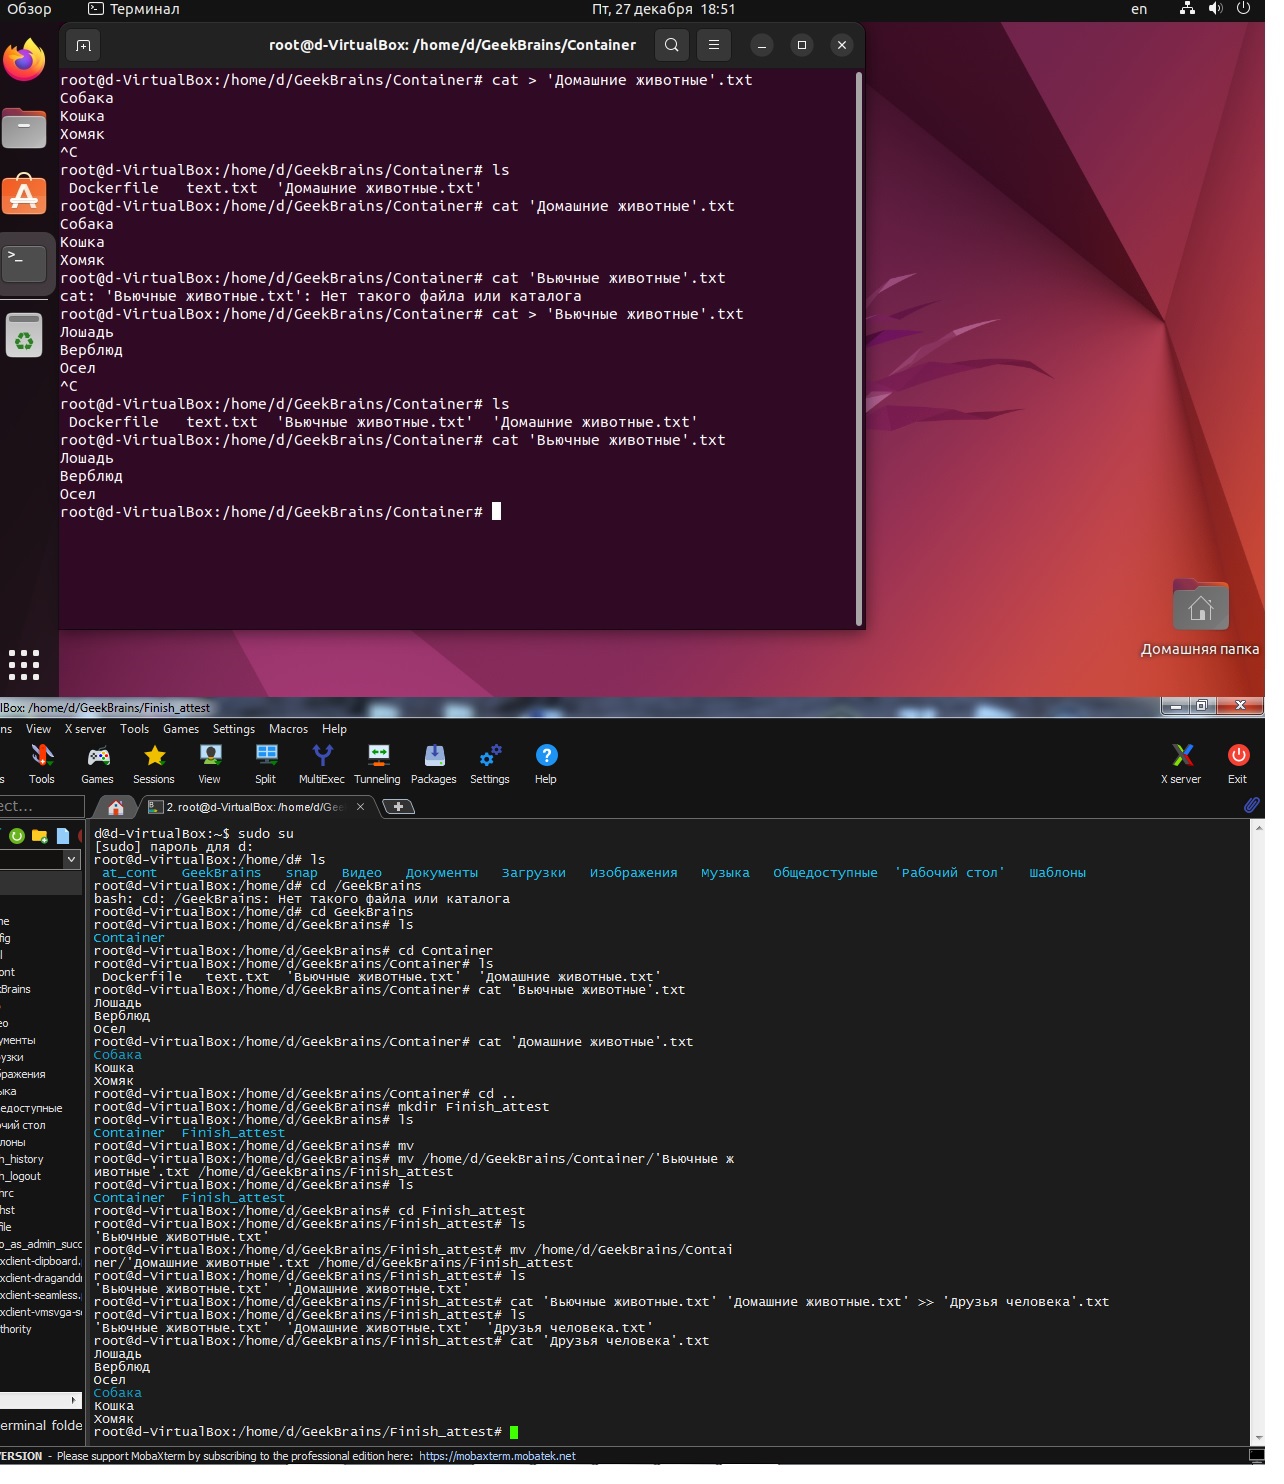 Обзор
Терминал
Пт, 27 декабря 18:51
en
root@d-VirtualBox: /home/d/GeekBrains/Container
root@d-VirtualBox:/home/d/GeekBrains/Container# cat > 'Домашние животные'.txt
Собака
Кошка
Хомяк
^C
root@d-VirtualBox:/home/d/GeekBrains/Container# ls
Dockerfile text.txt 'Домашние животные.txt'
root@d-VirtualBox:/home/d/GeekBrains/Container# cat 'Домашние животные'.txt
Собака
Кошка
Хомяк
root@d-VirtualBox:/home/d/GeekBrains/Container# cat 'Вьючные животные'.txt
cat: 'Вьючные животные.txt': Нет такого файла или каталога
root@d-VirtualBox:/home/d/GeekBrains/Container# cat > 'Вьючные животные'.txt
Лошадь
Верблюд
Осел
^C
root@d-VirtualBox:/home/d/GeekBrains/Container# ls
Dockerfile text.txt 'Вьючные животные.txt' 'Домашние животные.txt'
root@d-VirtualBox:/home/d/GeekBrains/Container# cat 'Вьючные животные'.txt
Лошадь
Верблюд
Осел
root@d-VirtualBox:/home/d/GeekBrains/Container#
Домашняя папка
lBox: /home/d/GeekBrains/Finish_attest
ns View X server Tools Games Settings Macros Help
s Tools Games Sessions View Split MultiExec Tunneling Packages Settings Help X server Exit
ect...
2. root@d-VirtualBox: /home/d/Gee
d@d-VirtualBox:~$ sudo su
[sudo] пароль для d:
root@d-VirtualBox:/home/d# ls
at_cont GeekBrains snap Видео Документы Загрузки Изображения Музыка Общедоступные 'Рабочий стол' Шаблоны
root@d-VirtualBox:/home/d# cd /GeekBrains
bash: cd: /GeekBrains: Нет такого файла или каталога
root@d-VirtualBox:/home/d# cd GeekBrains
root@d-VirtualBox:/home/d/GeekBrains# ls
Container
root@d-VirtualBox:/home/d/GeekBrains# cd Container
root@d-VirtualBox:/home/d/GeekBrains/Container# ls
Dockerfile text.txt 'Вьючные животные.txt' 'Домашние животные.txt'
root@d-VirtualBox:/home/d/GeekBrains/Container# cat 'Вьючные животные'.txt
Лошадь
Верблюд
Осел
root@d-VirtualBox:/home/d/GeekBrains/Container# cat 'Домашние животные'.txt
Собака
Кошка
Хомяк
root@d-VirtualBox:/home/d/GeekBrains/Container# cd ..
root@d-VirtualBox:/home/d/GeekBrains# mkdir Finish_attest
root@d-VirtualBox:/home/d/GeekBrains# ls
Container Finish_attest
root@d-VirtualBox:/home/d/GeekBrains# mv
root@d-VirtualBox:/home/d/GeekBrains# mv /home/d/GeekBrains/Container/'Вьючные ж
ивотные'.txt /home/d/GeekBrains/Finish_attest
root@d-VirtualBox:/home/d/GeekBrains# ls
Container Finish_attest
root@d-VirtualBox:/home/d/GeekBrains# cd Finish_attest
root@d-VirtualBox:/home/d/GeekBrains/Finish_attest# ls
'Вьючные животные.txt'
root@d-VirtualBox:/home/d/GeekBrains/Finish_attest# mv /home/d/GeekBrains/Contai
ner/'Домашние животные'.txt /home/d/GeekBrains/Finish_attest
root@d-VirtualBox:/home/d/GeekBrains/Finish_attest# ls
'Вьючные животные.txt' 'Домашние животные.txt'
root@d-VirtualBox:/home/d/GeekBrains/Finish_attest# cat 'Вьючные животные.txt' 'Домашние животные.txt' >> 'Друзья человека'.txt
root@d-VirtualBox:/home/d/GeekBrains/Finish_attest# ls
'Вьючные животные.txt' 'Домашние животные.txt' 'Друзья человека.txt'
root@d-VirtualBox:/home/d/GeekBrains/Finish_attest# cat 'Друзья человека'.txt
Лошадь
Верблюд
Осел
Собака
Кошка
Хомяк
root@d-VirtualBox:/home/d/GeekBrains/Finish_attest#
me
fig
l
ont
kBrains
eo
ументы
рузки
бражения
ыка
едоступные
очий стол
лоны
h_history
h_logout
hrc
hst
file
o_as_admin_succ
xclient-clipboard.
xclient-draganddr
xclient-seamless.
xclient-vmsvga-se
thority
erminal folde
VERSION - Please support MobaXterm by subscribing to the professional edition here: https://mobaxterm.mobatek.net